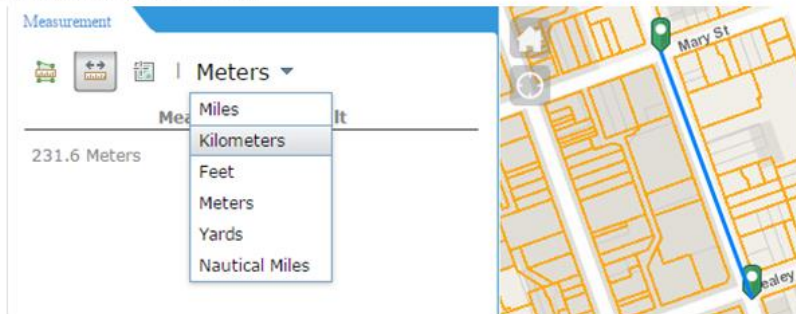 Measurement
Meters
Miles
Kilometers
Feet
Meters
Yards
Nautical Miles
231.6 Meters
Mary St